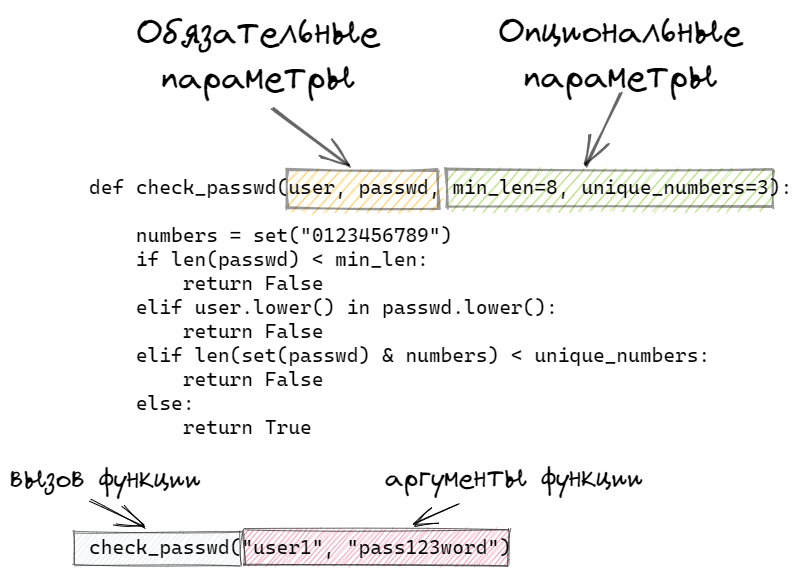 Обязательные
параметры
Опциональные
параметры
def check_passwd(user, passwd, min_len=8, unique_numbers=3):
numbers = set("0123456789")
if len(passwd) < min_len:
return False
elif user.lower() in passwd.lower():
return False
elif len(set(passwd) & numbers) < unique_numbers:
return False
else:
return True
вызов функции
аргументы функции
check_passwd("user1", "pass123word")